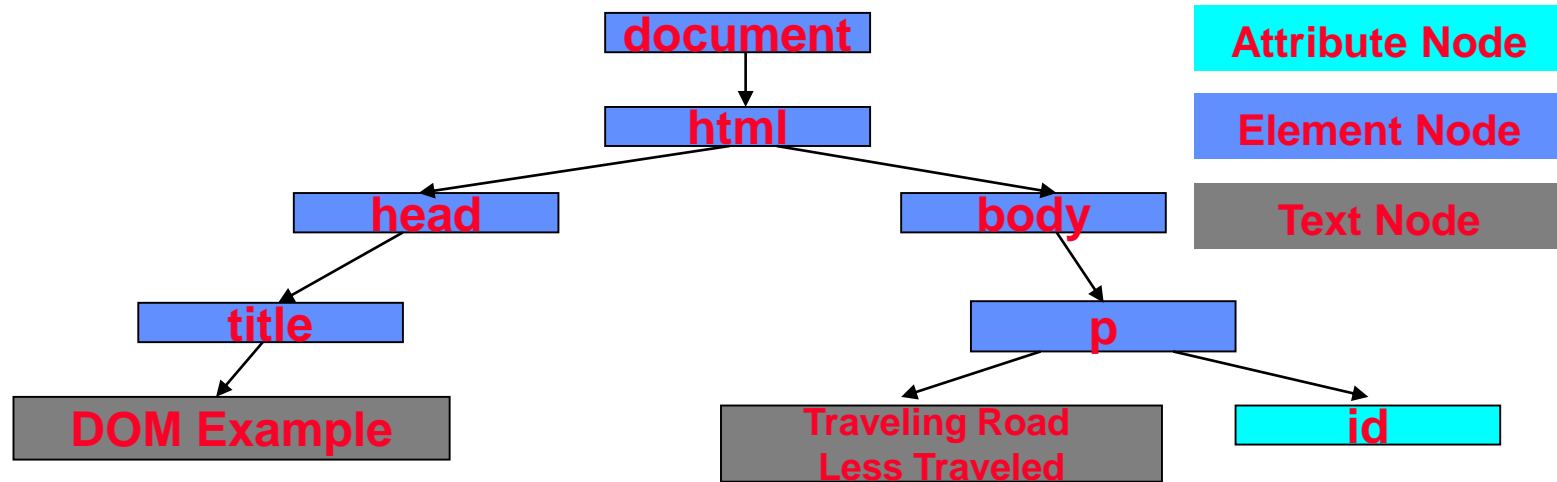 document
Attribute Node
html
Element Node
head
body
Text Node
title
p
DOM Example
Traveling Road
Less Traveled
id